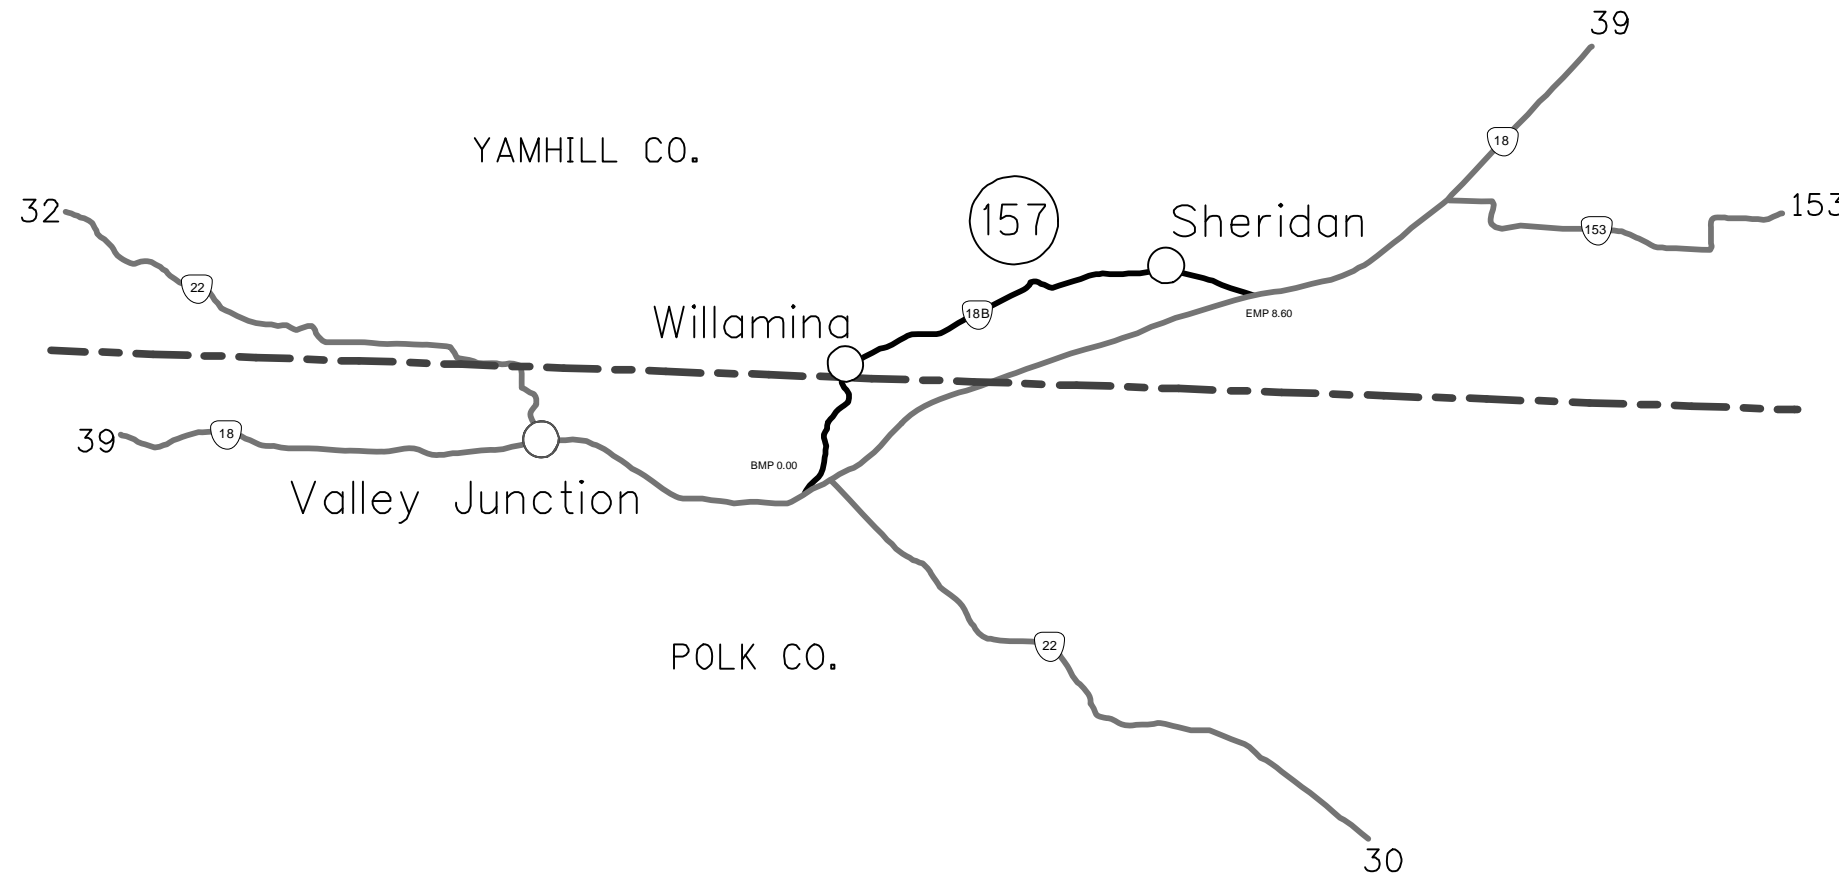 39
18
YAMHILL CO.
32
157
Sheridan
153
153
22
Willamina
18B
EMP 8.60
39
18
BMP 0.00
Valley Junction
22
POLK CO.
30